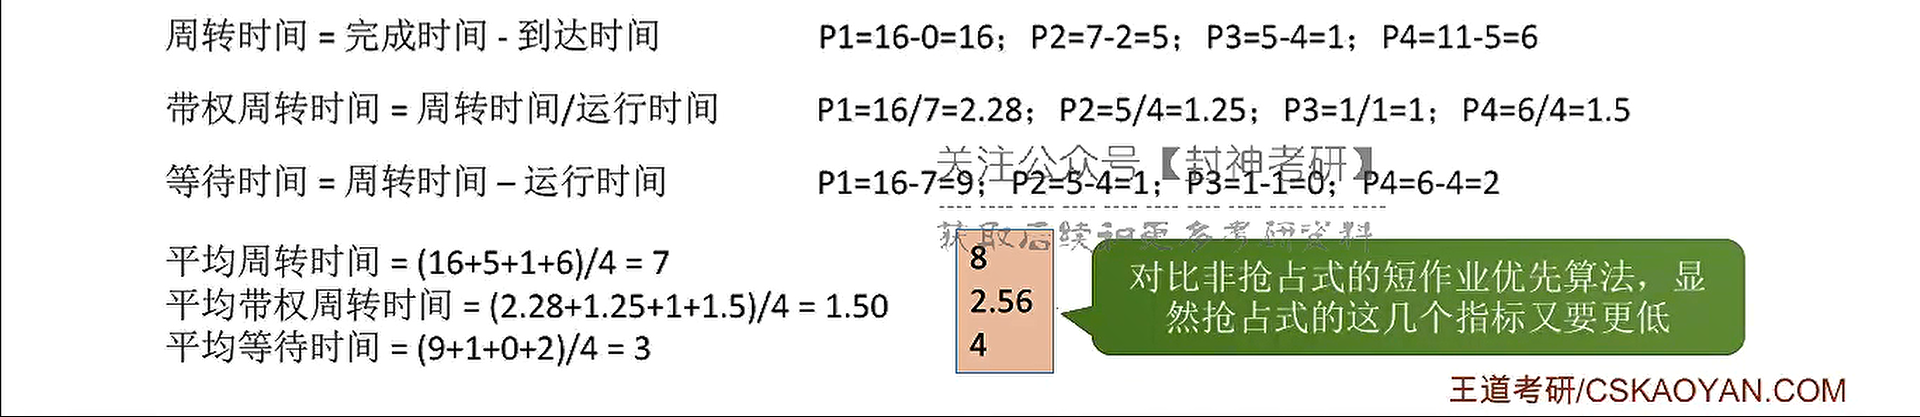 周转时间 = 完成时间 - 到达时间 P1=16-0=16；P2=7-2=5；P3=5-4=1；P4=11-5=6
带权周转时间 = 周转时间/运行时间 P1=16/7=2.28；P2=5/4=1.25；P3=1/1=1；P4=6/4=1.5
关注公众号【封神考研】
等待时间 = 周转时间 – 运行时间 P1=16-7=9；P2=5-4=1；P3=1-1=0；P4=6-4=2
获取后续和更多考研资料
平均周转时间 = (16+5+1+6)/4 = 7
平均带权周转时间 = (2.28+1.25+1+1.5)/4 = 1.50
平均等待时间 = (9+1+0+2)/4 = 3
8
2.56
4
对比非抢占式的短作业优先算法，显
然抢占式的这几个指标又要更低
王道考研/CSKAOYAN.COM